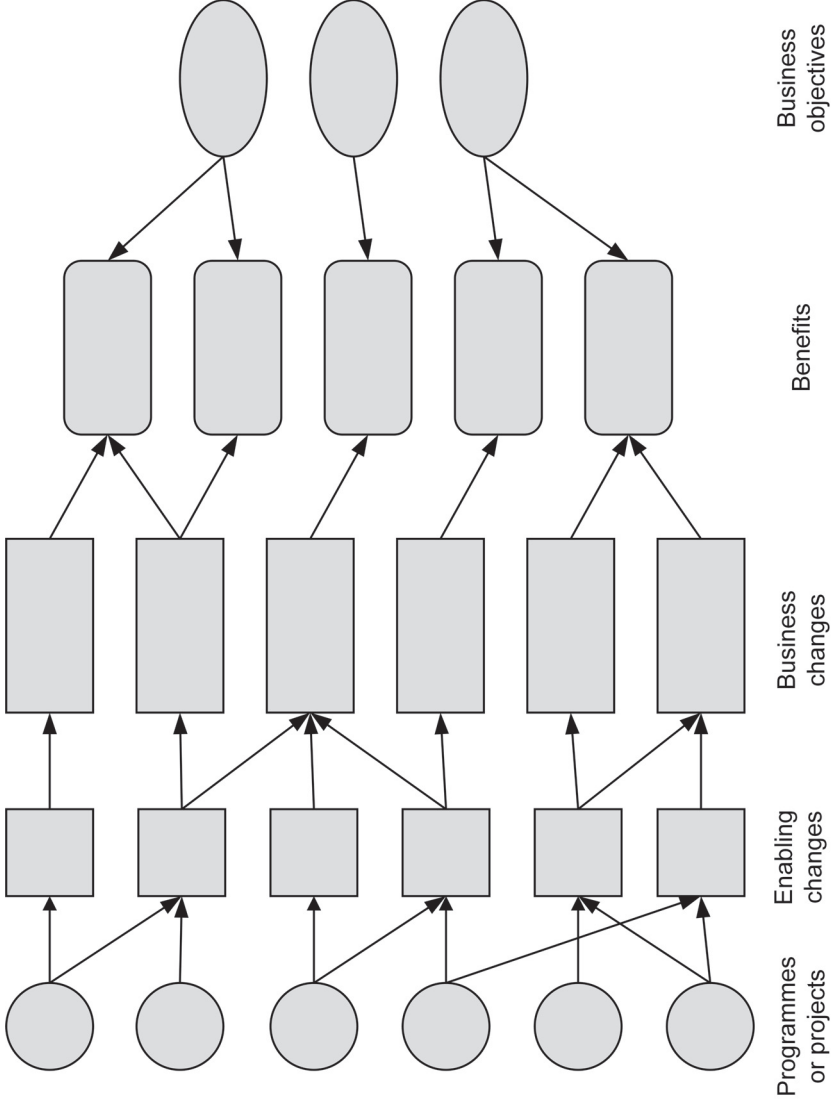 Programmes
or projects
Enabling
changes
Business
changes
Benefits
Business
objectives